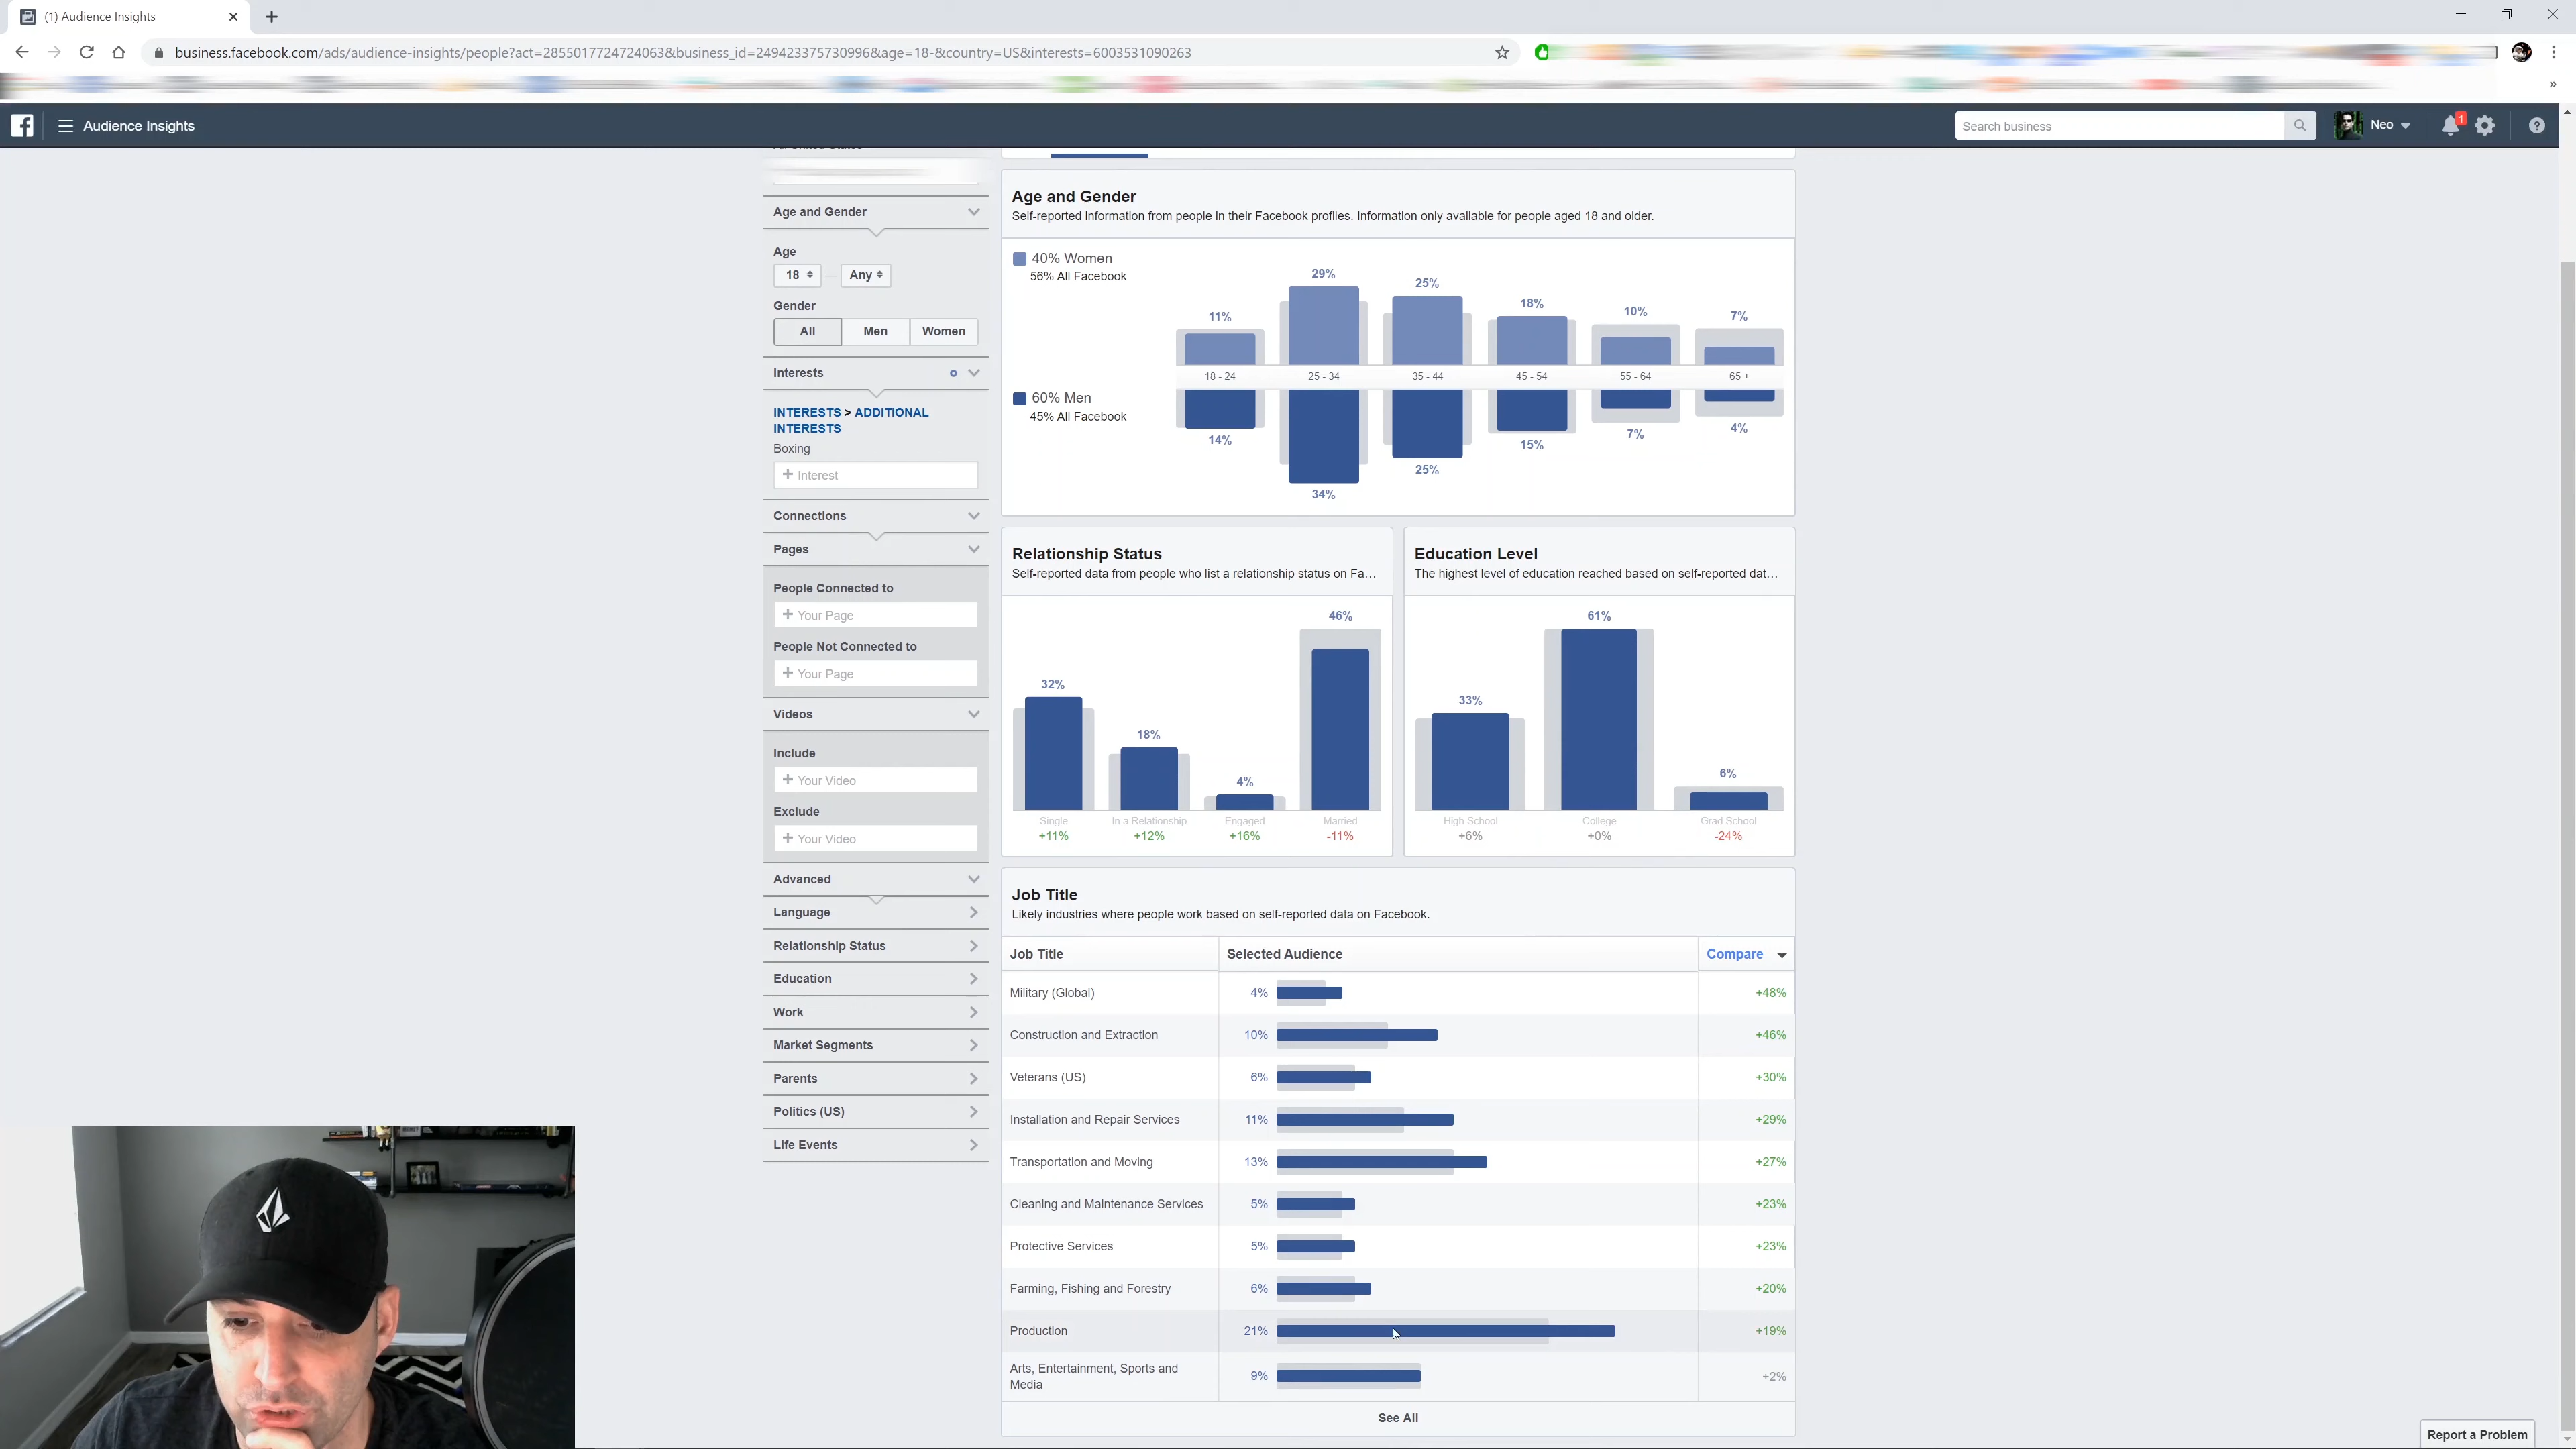 (1) Audience Insights
business.facebook.com/ads/audience-insights/people?act=2855017724724063&business_id=249423375730996&age=18-&country=US&interests=6003531090263
Audience Insights
Search business
Neo
1
Age and Gender
Age
18
—
Any
Gender
All
Men
Women
Interests
INTERESTS > ADDITIONAL
INTERESTS
Boxing
+ Interest
Connections
Pages
People Connected to
+ Your Page
People Not Connected to
+ Your Page
Videos
Include
+ Your Video
Exclude
+ Your Video
Advanced
Language
Relationship Status
Education
Work
Market Segments
Parents
Politics (US)
Life Events
Age and Gender
Self-reported information from people in their Facebook profiles. Information only available for people aged 18 and older.
40% Women
56% All Facebook
11% 29% 25% 18% 10% 7%
18 - 24 25 - 34 35 - 44 45 - 54 55 - 64 65 +
60% Men
45% All Facebook
14% 34% 25% 15% 7% 4%
Relationship Status
Self-reported data from people who list a relationship status on Fa...
32% 18% 4% 46%
Single In a Relationship Engaged Married
+11% +12% +16% -11%
Education Level
The highest level of education reached based on self-reported dat...
33% 61% 6%
High School College Grad School
+6% +0% -24%
Job Title
Likely industries where people work based on self-reported data on Facebook.
Job Title Selected Audience Compare
Military (Global) 4% +48%
Construction and Extraction 10% +46%
Veterans (US) 6% +30%
Installation and Repair Services 11% +29%
Transportation and Moving 13% +27%
Cleaning and Maintenance Services 5% +23%
Protective Services 5% +23%
Farming, Fishing and Forestry 6% +20%
Production 21% +19%
Arts, Entertainment, Sports and
Media 9% +2%
See All
Report a Problem